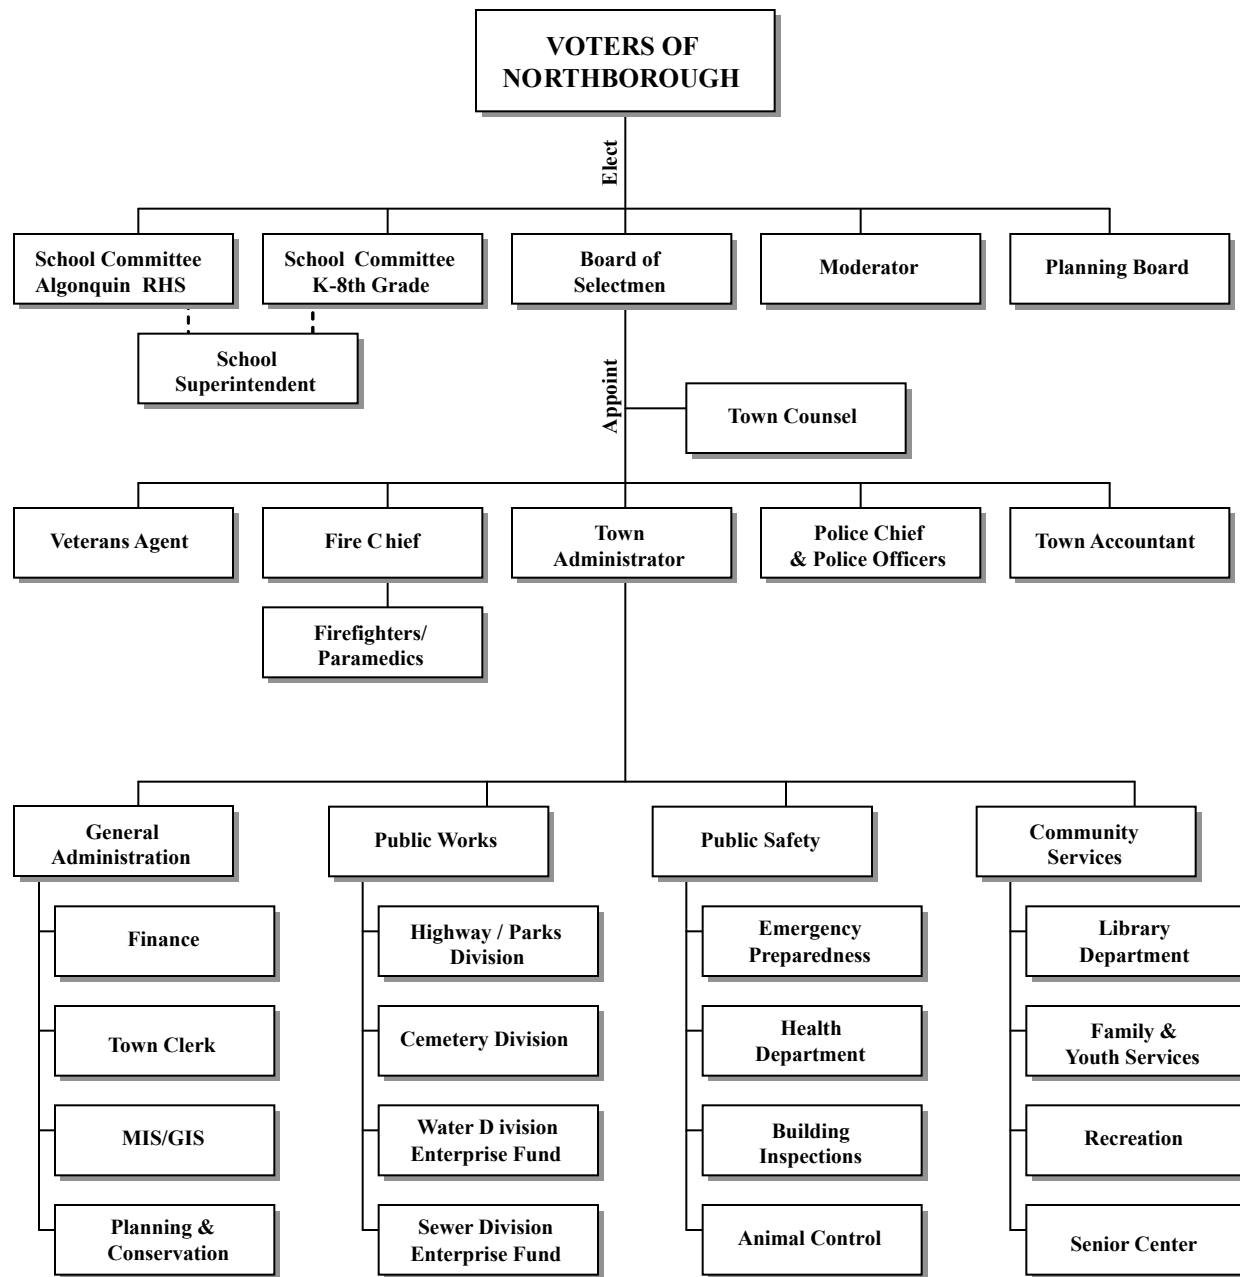 VOTERS OF
NORTHBOROUGH
Elect
School Committee
Algonquin RHS
School Committee
K-8th Grade
Board of
Selectmen
Moderator
Planning Board
School
Superintendent
Appoint
Town Counsel
Veterans Agent
Fire Chief
Town
Administrator
Police Chief
& Police Officers
Town Accountant
Firefighters/
Paramedics
General
Administration
Public Works
Public Safety
Community
Services
Finance
Highway / Parks
Division
Emergency
Preparedness
Library
Department
Town Clerk
Cemetery Division
Health
Department
Family &
Youth Services
MIS/GIS
Water D ivision
Enterprise Fund
Building
Inspections
Recreation
Planning &
Conservation
Sewer Division
Enterprise Fund
Animal Control
Senior Center